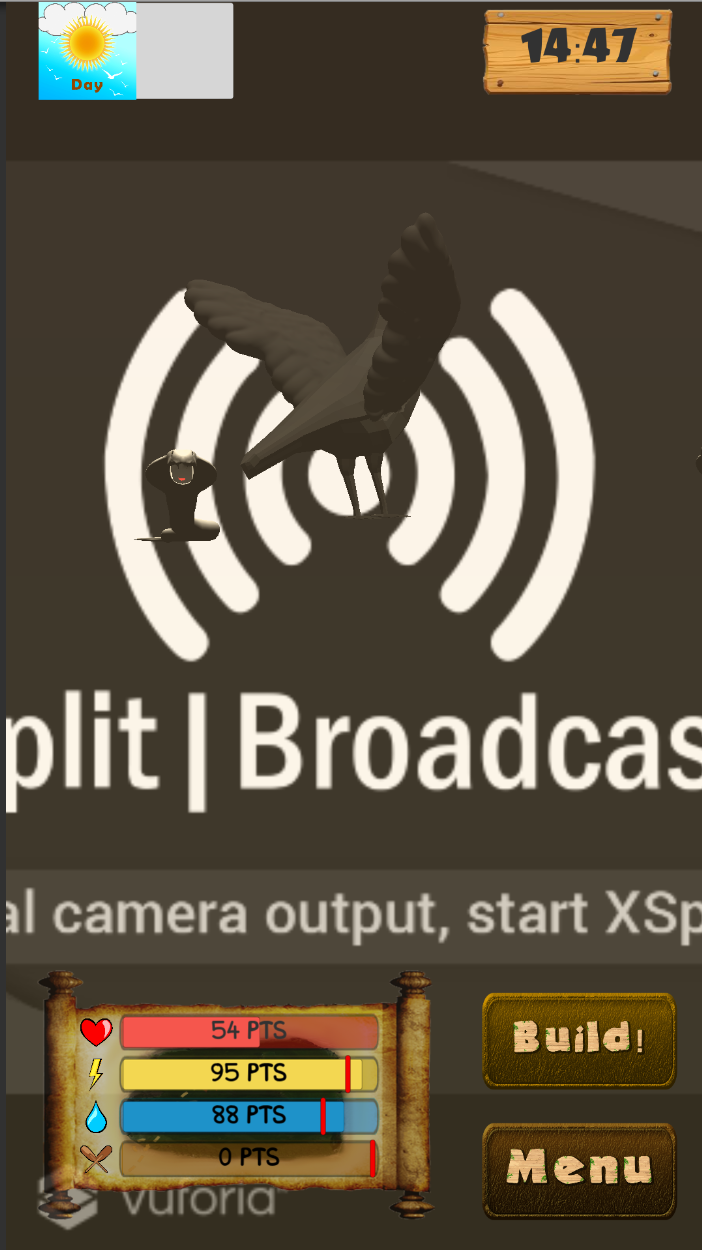 Day
14:47
plit | Broadcas
al camera output, start XSp
54 PTS
95 PTS
88 PTS
0 PTS
Build!
Menu
vuforia™